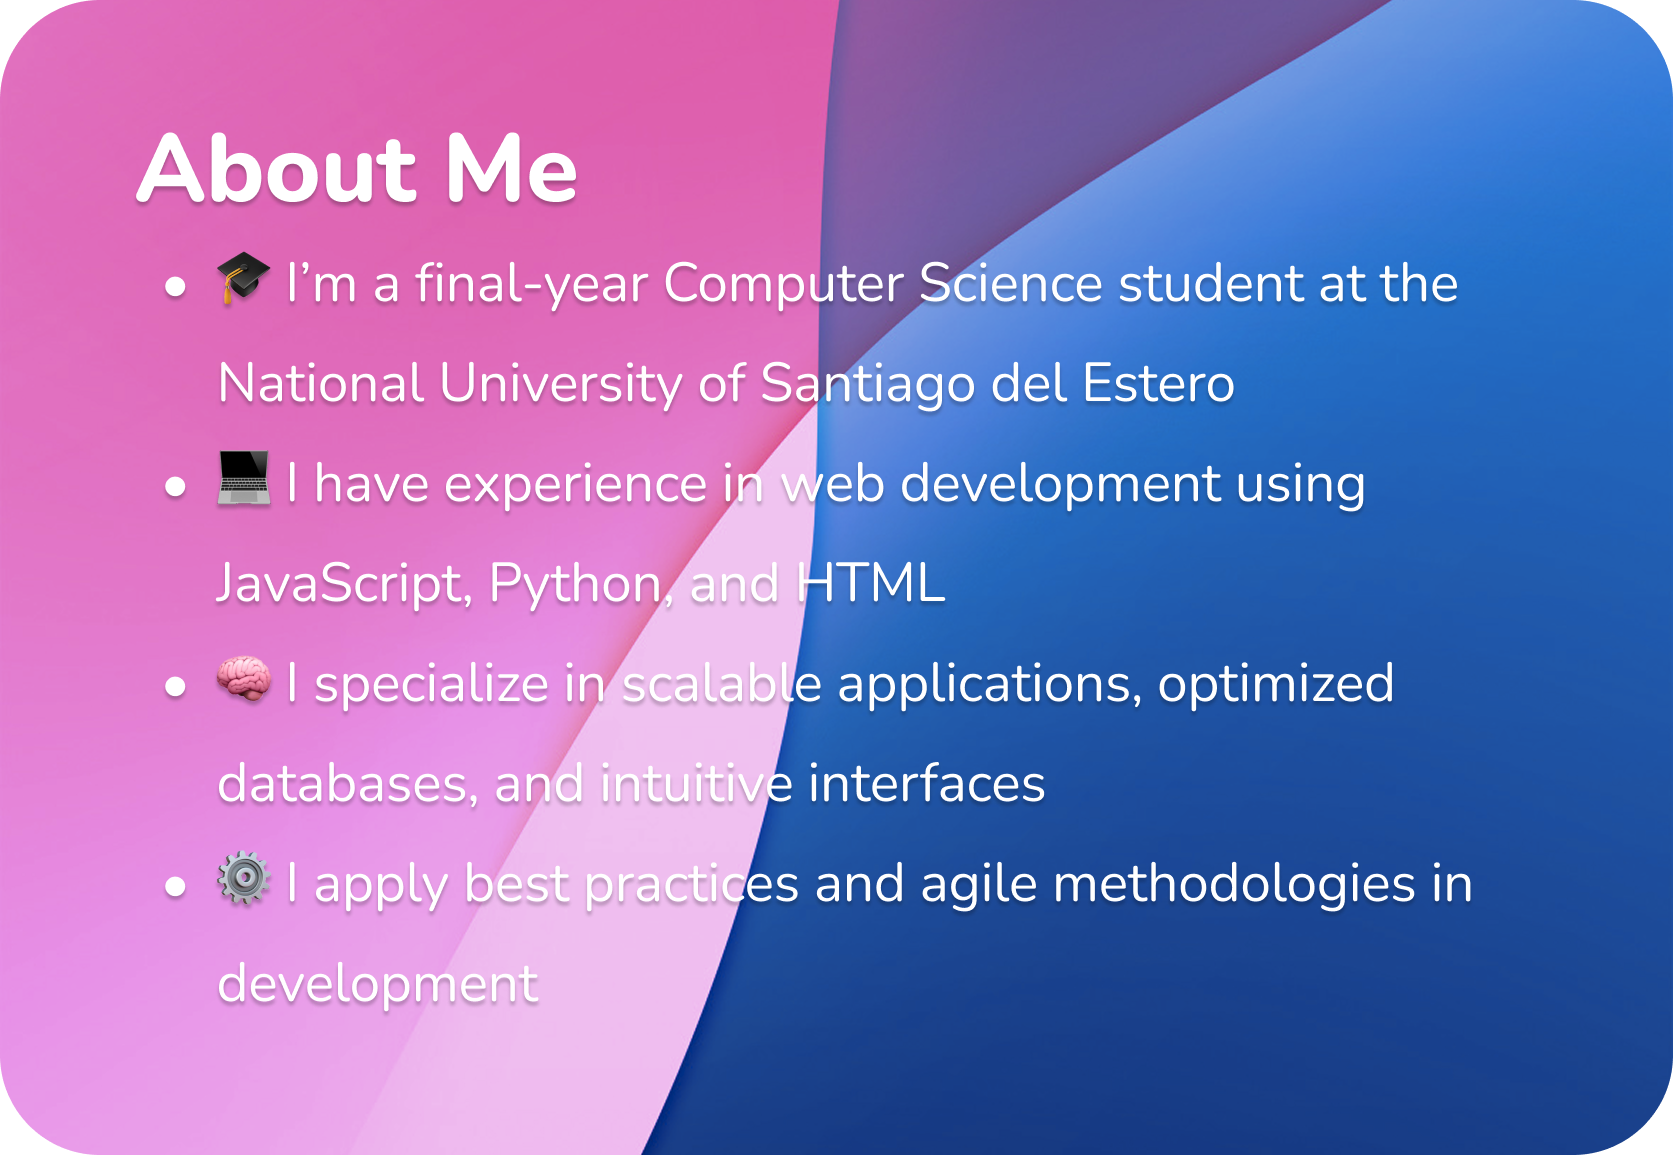 About Me
• 🎓 I’m a final-year Computer Science student at the
National University of Santiago del Estero
• 💻 I have experience in web development using
JavaScript, Python, and HTML
• 🧠 I specialize in scalable applications, optimized
databases, and intuitive interfaces
• ⚙️ I apply best practices and agile methodologies in
development